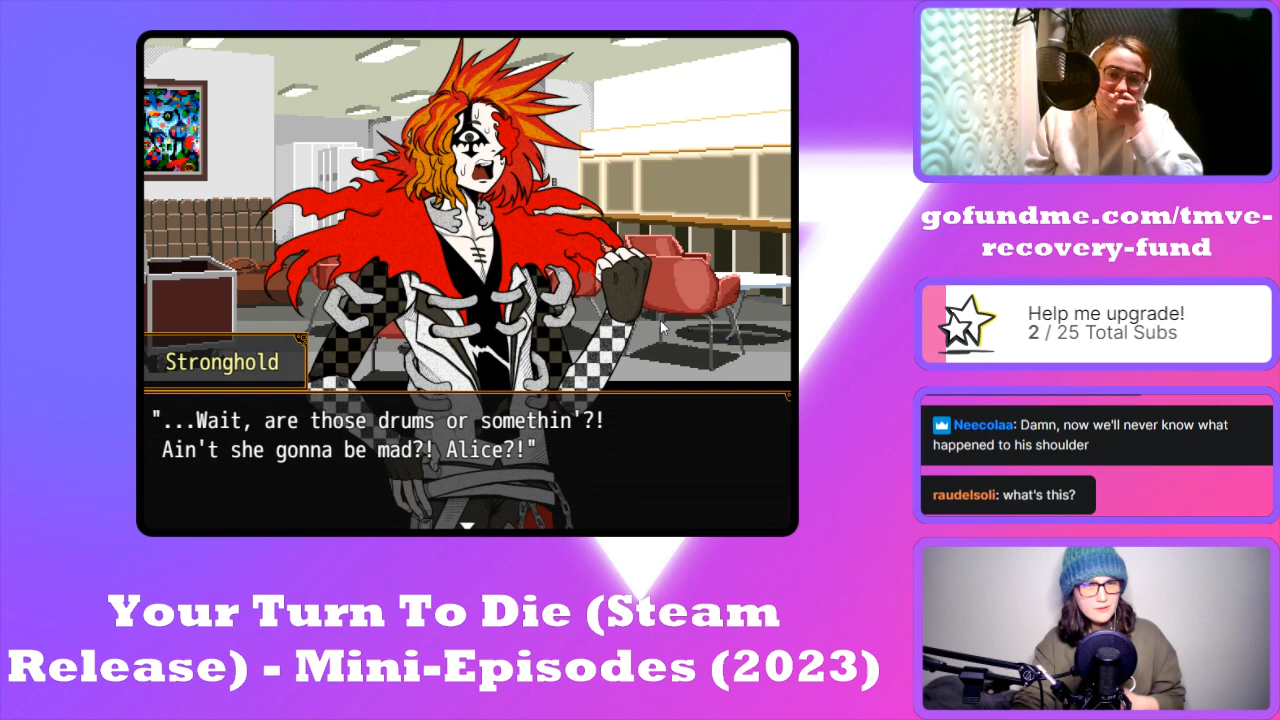 Stronghold
"...Wait, are those drums or somethin'?!
Ain't she gonna be mad?! Alice?!"
Your Turn To Die (Steam
Release) - Mini-Episodes (2023)
gofundme.com/tmve-
recovery-fund
Help me upgrade!
2 / 25 Total Subs
Neecolaa: Damn, now we'll never know what
happened to his shoulder
raudelsoli: what's this?